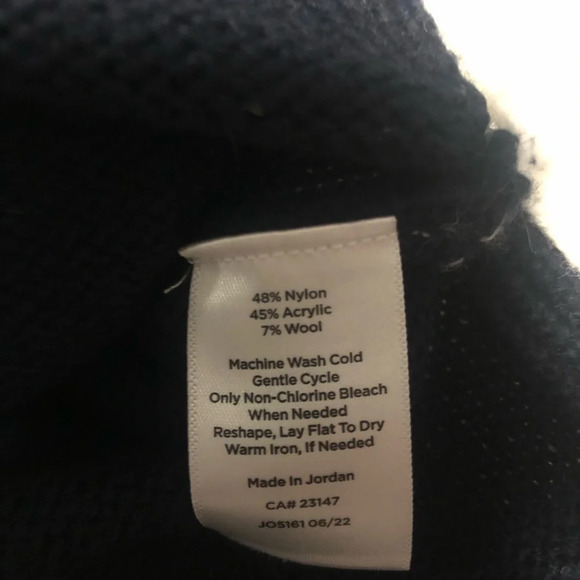 48% Nylon
45% Acrylic
7% Wool
Machine Wash Cold
Gentle Cycle
Only Non-Chlorine Bleach
When Needed
Reshape, Lay Flat To Dry
Warm Iron, If Needed
Made In Jordan
CA# 23147
JO5161 06/22